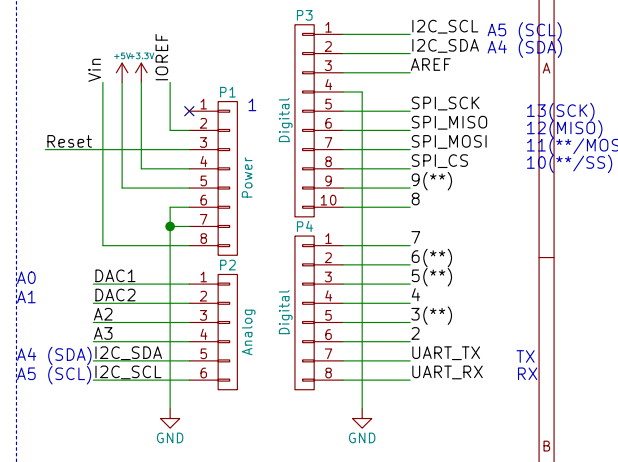 P3
1 I2C_SCL A5 (SCL)
2 I2C_SDA A4 (SDA)
3 AREF
4
5 SPI_SCK 13(SCK)
6 SPI_MISO 12(MISO)
7 SPI_MOSI 11(**/MOS
8 SPI_CS 10(**/SS)
9 9(**)
10 8
Digital
A
Vin
+5V
+3.3V
IOREF
P1
1 1
2
Reset 3
4
5
6
7
8
Power
P2
A0 DAC1 1
A1 DAC2 2
A2 3
A3 4
A4 (SDA) I2C_SDA 5
A5 (SCL) I2C_SCL 6
Analog
GND
P4
1 7
2 6(**)
3 5(**)
4 4
5 3(**)
6 2
7 UART_TX TX
8 UART_RX RX
Digital
GND
B